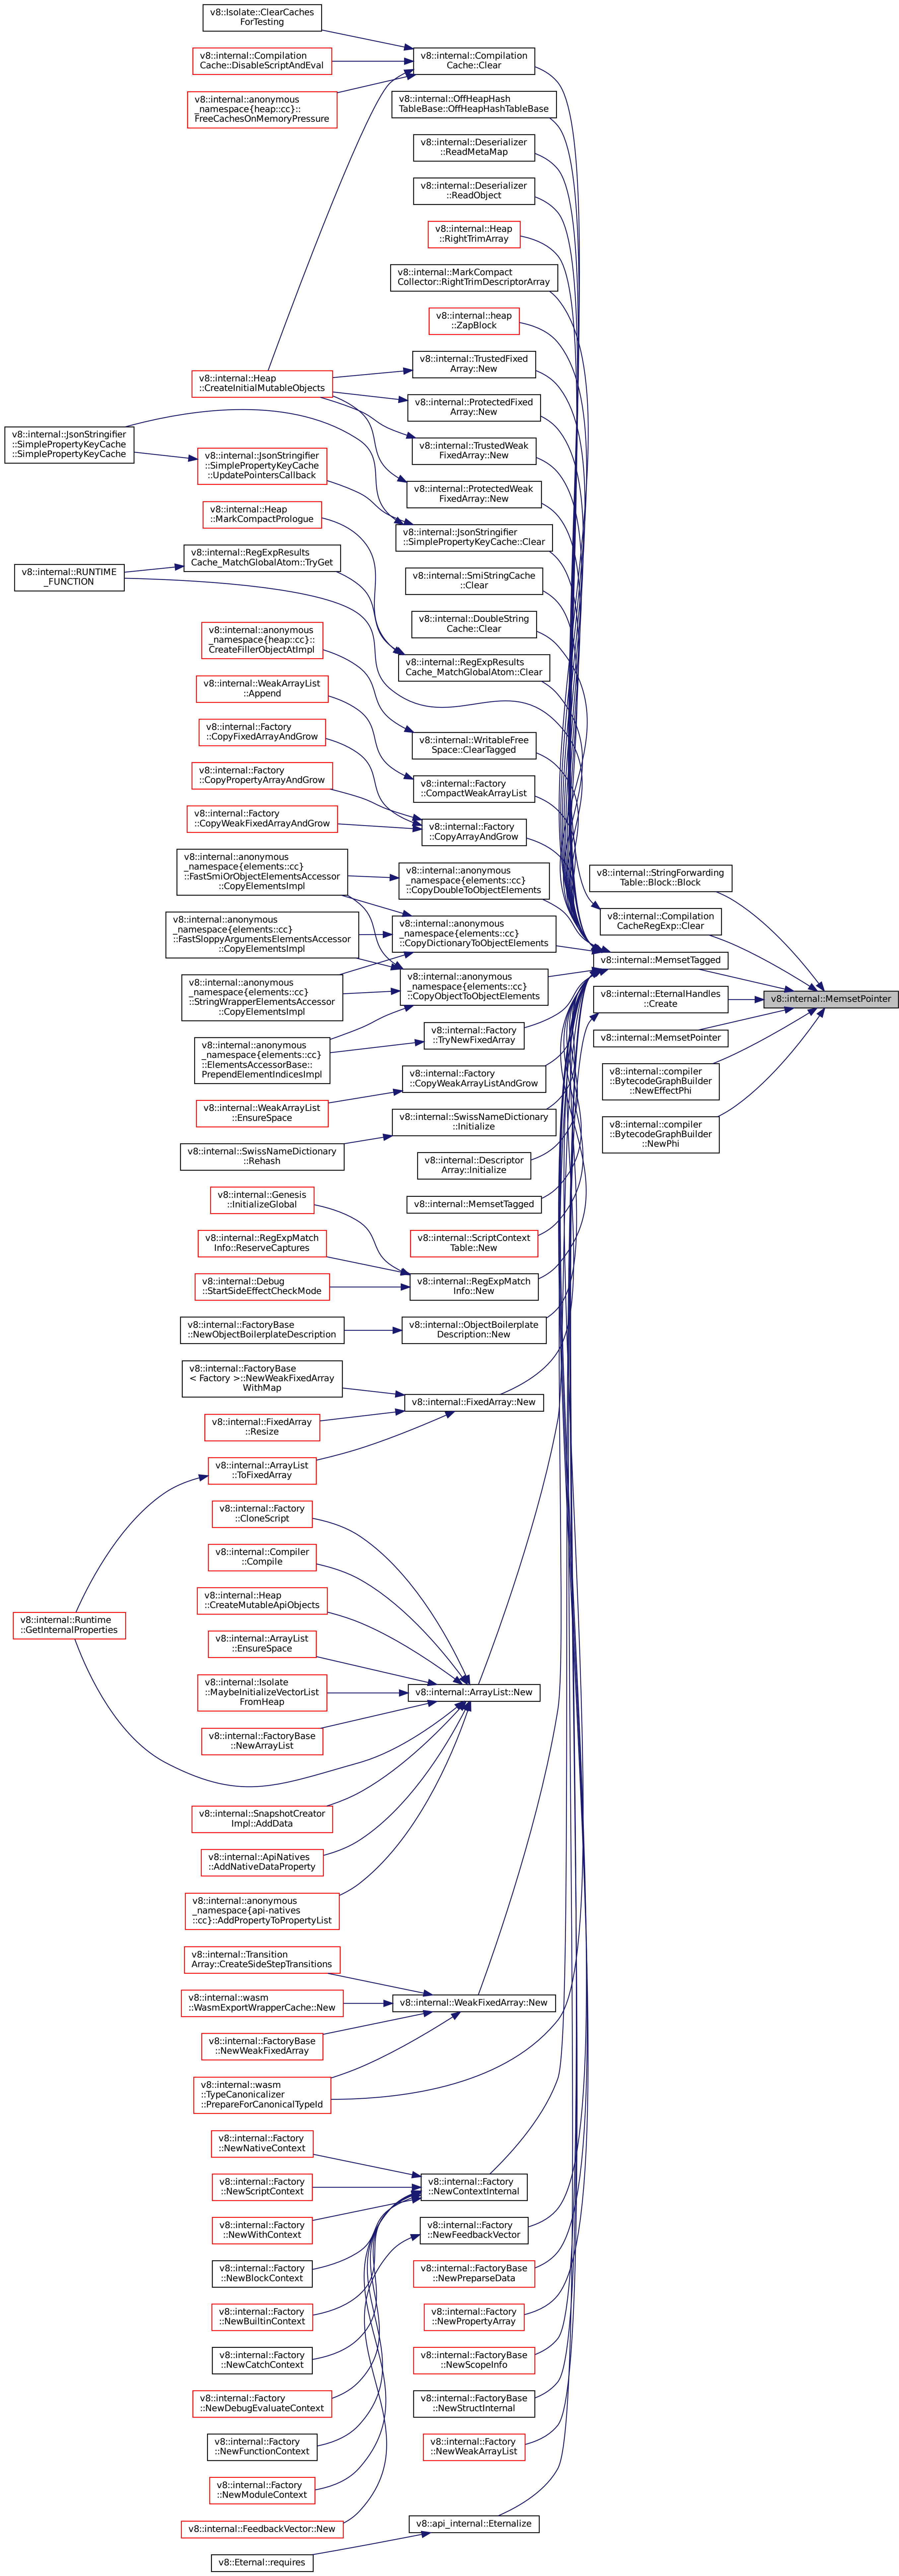 v8::Isolate::ClearCaches
ForTesting
v8::internal::Compilation
Cache::DisableScriptAndEval
v8::internal::anonymous
_namespace{heap::cc}::
FreeCachesOnMemoryPressure
v8::internal::Heap
::CreateInitialMutableObjects
v8::internal::JsonStringifier
::SimplePropertyKeyCache
::SimplePropertyKeyCache
v8::internal::JsonStringifier
::SimplePropertyKeyCache
::UpdatePointersCallback
v8::internal::Heap
::MarkCompactPrologue
v8::internal::RegExpResults
Cache_MatchGlobalAtom::TryGet
v8::internal::RUNTIME
_FUNCTION
v8::internal::anonymous
_namespace{heap::cc}::
CreateFillerObjectAtImpl
v8::internal::WeakArrayList
::Append
v8::internal::Factory
::CopyFixedArrayAndGrow
v8::internal::Factory
::CopyPropertyArrayAndGrow
v8::internal::Factory
::CopyWeakFixedArrayAndGrow
v8::internal::anonymous
_namespace{elements::cc}
::FastSmiOrObjectElementsAccessor
::CopyElementsImpl
v8::internal::anonymous
_namespace{elements::cc}
::FastSloppyArgumentsElementsAccessor
::CopyElementsImpl
v8::internal::anonymous
_namespace{elements::cc}
::StringWrapperElementsAccessor
::CopyElementsImpl
v8::internal::anonymous
_namespace{elements::cc}
::ElementsAccessorBase::
PrependElementIndicesImpl
v8::internal::WeakArrayList
::EnsureSpace
v8::internal::SwissNameDictionary
::Rehash
v8::internal::Genesis
::InitializeGlobal
v8::internal::RegExpMatch
Info::ReserveCaptures
v8::internal::Debug
::StartSideEffectCheckMode
v8::internal::FactoryBase
::NewObjectBoilerplateDescription
v8::internal::FactoryBase
< Factory >::NewWeakFixedArray
WithMap
v8::internal::FixedArray
::Resize
v8::internal::ArrayList
::ToFixedArray
v8::internal::Factory
::CloneScript
v8::internal::Compiler
::Compile
v8::internal::Heap
::CreateMutableApiObjects
v8::internal::Runtime
::GetInternalProperties
v8::internal::ArrayList
::EnsureSpace
v8::internal::Isolate
::MaybeInitializeVectorList
FromHeap
v8::internal::FactoryBase
::NewArrayList
v8::internal::SnapshotCreator
Impl::AddData
v8::internal::ApiNatives
::AddNativeDataProperty
v8::internal::anonymous
_namespace{api-natives
::cc}::AddPropertyToPropertyList
v8::internal::Transition
Array::CreateSideStepTransitions
v8::internal::wasm
::WasmExportWrapperCache::New
v8::internal::FactoryBase
::NewWeakFixedArray
v8::internal::wasm
::TypeCanonicalizer
::PrepareForCanonicalTypeId
v8::internal::Factory
::NewNativeContext
v8::internal::Factory
::NewScriptContext
v8::internal::Factory
::NewWithContext
v8::internal::Factory
::NewBlockContext
v8::internal::Factory
::NewBuiltinContext
v8::internal::Factory
::NewCatchContext
v8::internal::Factory
::NewDebugEvaluateContext
v8::internal::Factory
::NewFunctionContext
v8::internal::Factory
::NewModuleContext
v8::internal::FeedbackVector::New
v8::Eternal::requires
v8::internal::Compilation
Cache::Clear
v8::internal::OffHeapHash
TableBase::OffHeapHashTableBase
v8::internal::Deserializer
::ReadMetaMap
v8::internal::Deserializer
::ReadObject
v8::internal::Heap
::RightTrimArray
v8::internal::MarkCompact
Collector::RightTrimDescriptorArray
v8::internal::heap
::ZapBlock
v8::internal::TrustedFixed
Array::New
v8::internal::ProtectedFixed
Array::New
v8::internal::TrustedWeak
FixedArray::New
v8::internal::ProtectedWeak
FixedArray::New
v8::internal::JsonStringifier
::SimplePropertyKeyCache::Clear
v8::internal::SmiStringCache
::Clear
v8::internal::DoubleString
Cache::Clear
v8::internal::RegExpResults
Cache_MatchGlobalAtom::Clear
v8::internal::WritableFree
Space::ClearTagged
v8::internal::Factory
::CompactWeakArrayList
v8::internal::Factory
::CopyArrayAndGrow
v8::internal::anonymous
_namespace{elements::cc}
::CopyDoubleToObjectElements
v8::internal::anonymous
_namespace{elements::cc}
::CopyDictionaryToObjectElements
v8::internal::anonymous
_namespace{elements::cc}
::CopyObjectToObjectElements
v8::internal::Factory
::TryNewFixedArray
v8::internal::Factory
::CopyWeakArrayListAndGrow
v8::internal::SwissNameDictionary
::Initialize
v8::internal::Descriptor
Array::Initialize
v8::internal::MemsetTagged
v8::internal::ScriptContext
Table::New
v8::internal::RegExpMatch
Info::New
v8::internal::ObjectBoilerplate
Description::New
v8::internal::FixedArray::New
v8::internal::ArrayList::New
v8::internal::WeakFixedArray::New
v8::internal::Factory
::NewContextInternal
v8::internal::Factory
::NewFeedbackVector
v8::internal::FactoryBase
::NewPreparseData
v8::internal::Factory
::NewPropertyArray
v8::internal::FactoryBase
::NewScopeInfo
v8::internal::FactoryBase
::NewStructInternal
v8::internal::Factory
::NewWeakArrayList
v8::api_internal::Eternalize
v8::internal::StringForwarding
Table::Block::Block
v8::internal::Compilation
CacheRegExp::Clear
v8::internal::MemsetTagged
v8::internal::EternalHandles
::Create
v8::internal::MemsetPointer
v8::internal::compiler
::BytecodeGraphBuilder
::NewEffectPhi
v8::internal::compiler
::BytecodeGraphBuilder
::NewPhi
v8::internal::MemsetPointer